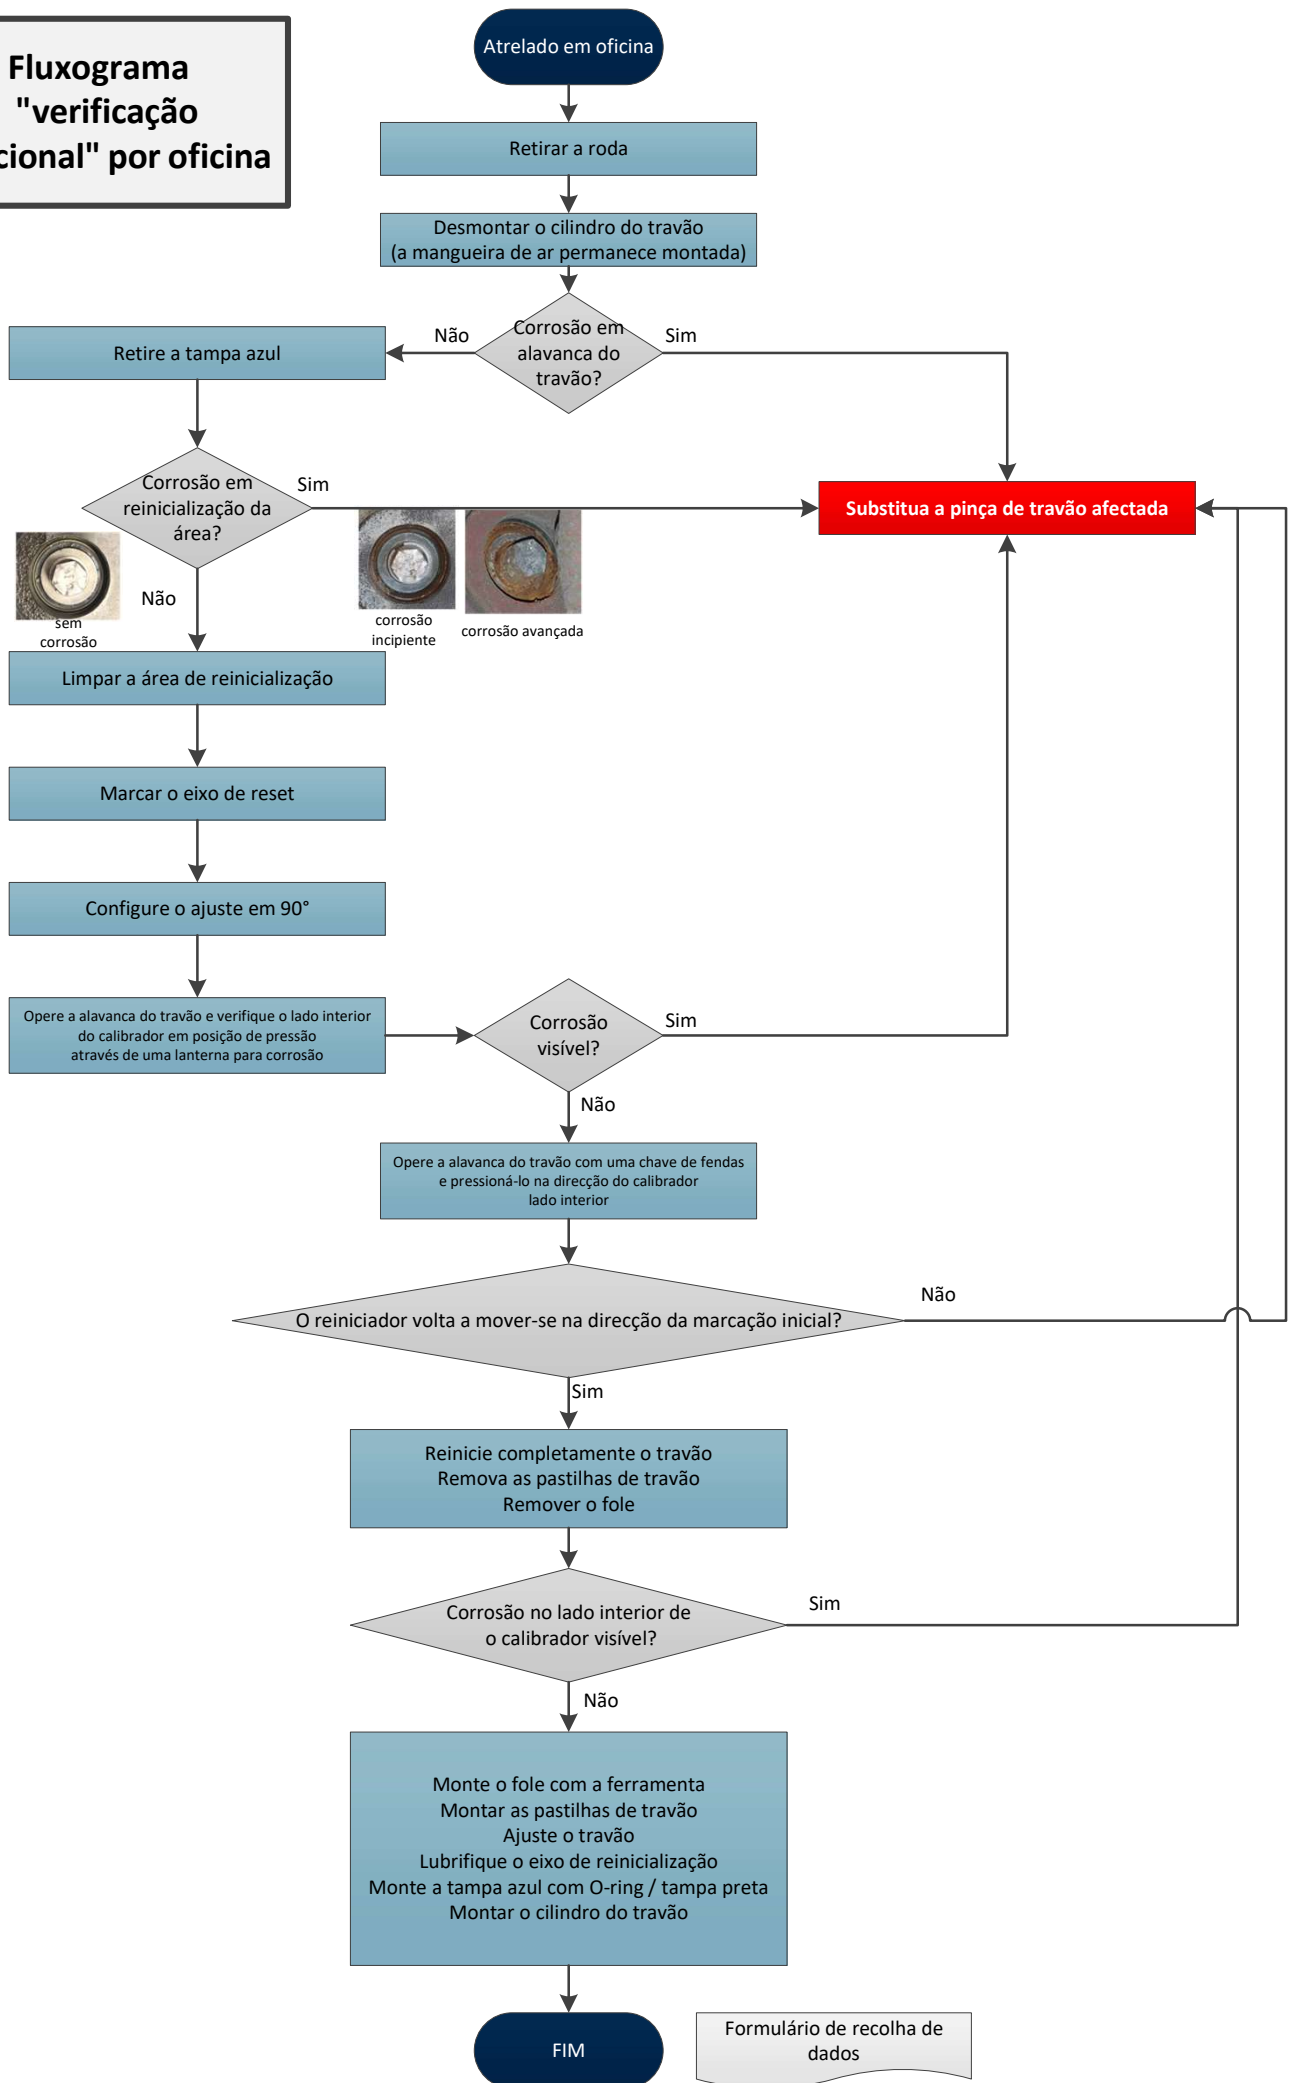 Fluxograma
"verificação
cional" por oficina
Atrelado em oficina
Retirar a roda
Desmontar o cilindro do travão
(a mangueira de ar permanece montada)
Corrosão em
alavanca do
travão?
Não
Sim
Retire a tampa azul
Corrosão em
reinicialização da
área?
Sim
Substitua a pinça de travão afectada
Não
sem
corrosão
corrosão
incipiente
corrosão avançada
Limpar a área de reinicialização
Marcar o eixo de reset
Configure o ajuste em 90°
Opere a alavanca do travão e verifique o lado interior
do calibrador em posição de pressão
através de uma lanterna para corrosão
Corrosão
visível?
Sim
Não
Opere a alavanca do travão com uma chave de fendas
e pressioná-lo na direcção do calibrador
lado interior
O reiniciador volta a mover-se na direcção da marcação inicial?
Não
Sim
Reinicie completamente o travão
Remova as pastilhas de travão
Remover o fole
Corrosão no lado interior de
o calibrador visível?
Sim
Não
Monte o fole com a ferramenta
Montar as pastilhas de travão
Ajuste o travão
Lubrifique o eixo de reinicialização
Monte a tampa azul com O-ring / tampa preta
Montar o cilindro do travão
FIM
Formulário de recolha de
dados